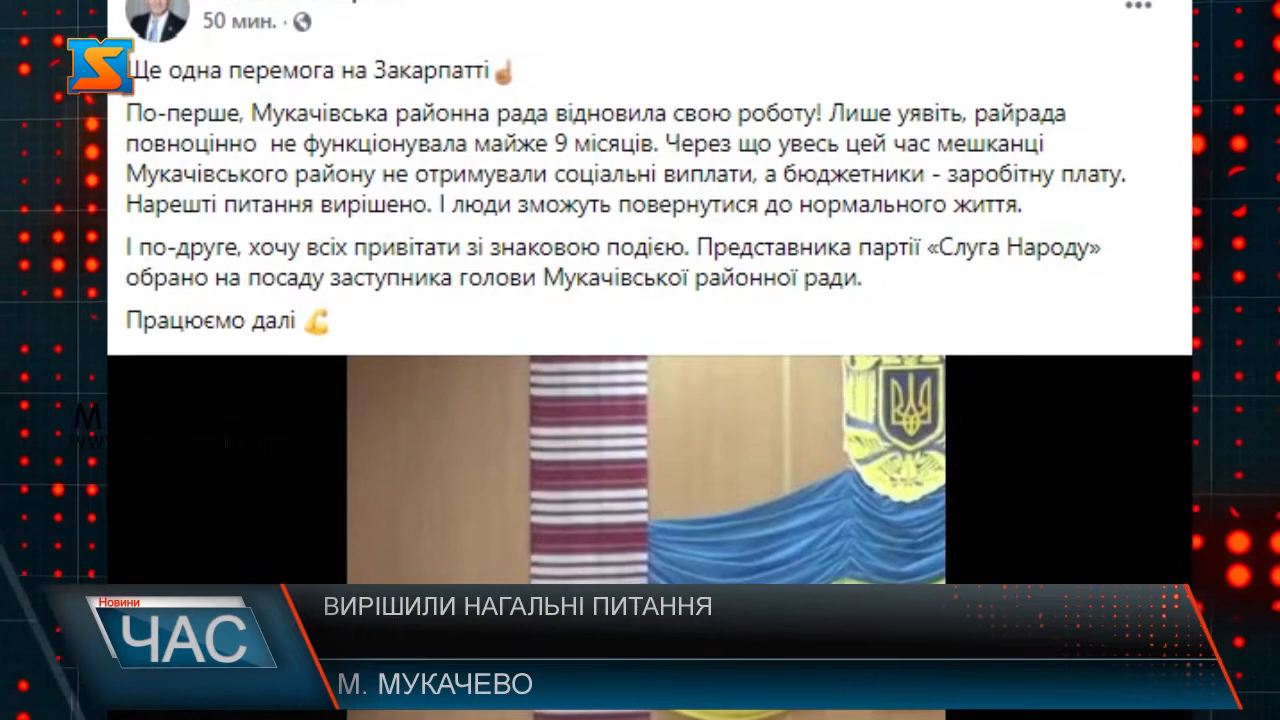 50 мин. ·
Ще одна перемога на Закарпатті
По-перше, Мукачівська районна рада відновила свою роботу! Лише уявіть, райрада
повноцінно не функціонувала майже 9 місяців. Через що увесь цей час мешканці
Мукачівського району не отримували соціальні виплати, а бюджетники - заробітну плату.
Нарешті питання вирішено. І люди зможуть повернутися до нормального життя.
І по-друге, хочу всіх привітати зі знаковою подією. Представника партії «Слуга Народу»
обрано на посаду заступника голови Мукачівської районної ради.
Працюємо далі
Новини
ЧАС
ВИРІШИЛИ НАГАЛЬНІ ПИТАННЯ
М. МУКАЧЕВО